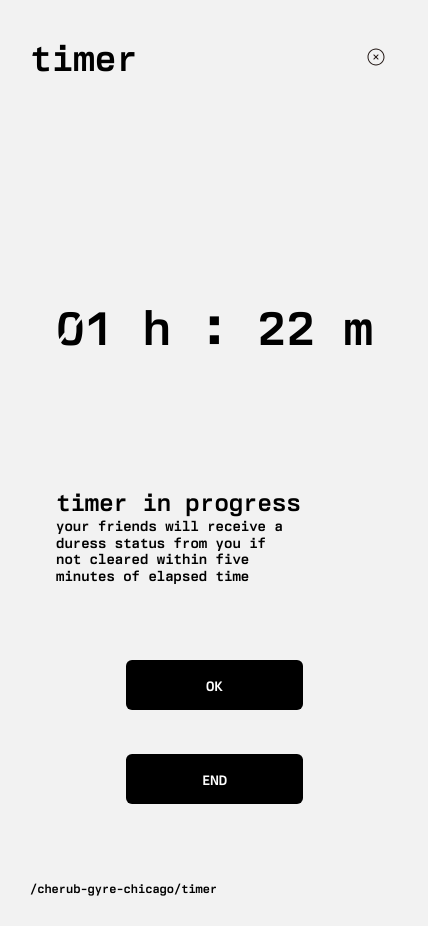 timer
01 h : 22 m
timer in progress
your friends will receive a
duress status from you if
not cleared within five
minutes of elapsed time
OK
END
/cherub-gyre-chicago/timer